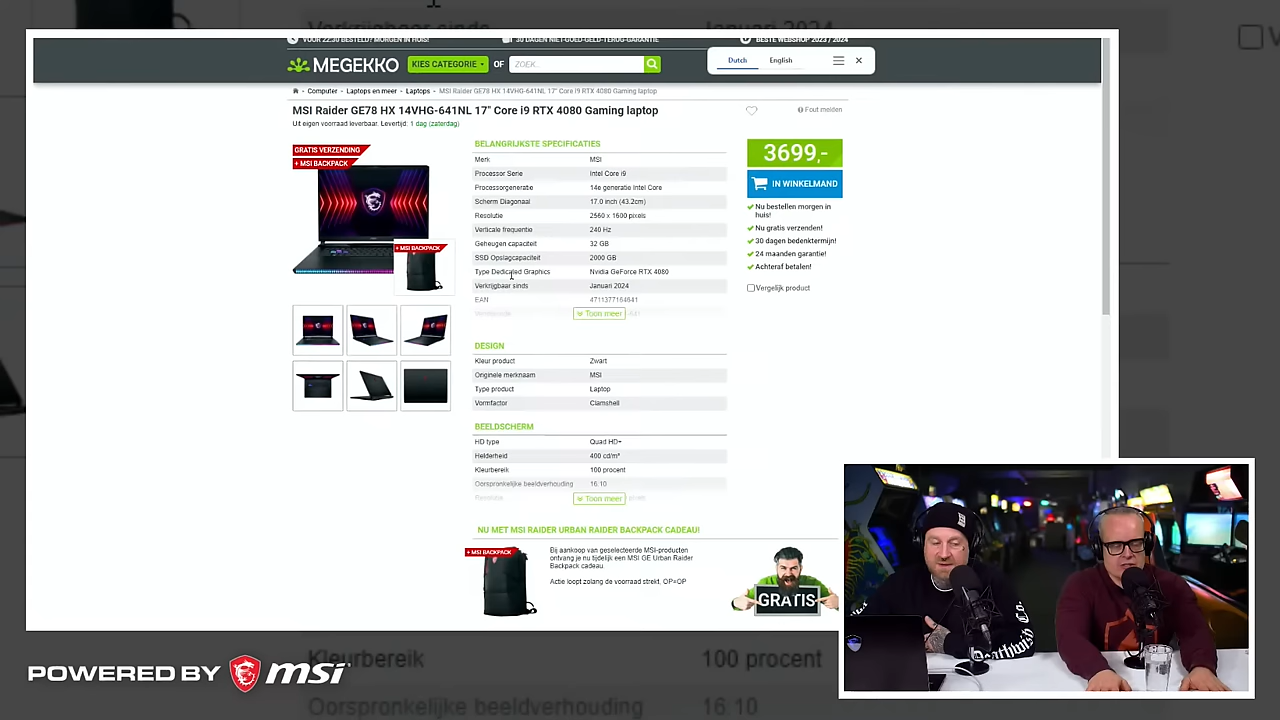 Januari 2024
VOOR 22:30 BESTELD? MORGEN IN HUIS!
30 DAGEN NIET-GOED-GELD-TERUG-GARANTIE
BESTE WEBSHOP 2023 / 2024
MEGEKKO
KIES CATEGORIE
OF
ZOEK...
Dutch
English
Computer
Laptops en meer
Laptops
MSI Raider GE78 HX 14VHG-641NL 17" Core i9 RTX 4080 Gaming laptop
MSI Raider GE78 HX 14VHG-641NL 17" Core i9 RTX 4080 Gaming laptop
Fout melden
Uit eigen voorraad leverbaar. Levertijd: 1 dag (zaterdag)
GRATIS VERZENDING
+ MSI BACKPACK
+ MSI BACKPACK
BELANGRIJKSTE SPECIFICATIES
Merk MSI
Processor Serie Intel Core i9
Processorgeneratie 14e generatie Intel Core
Scherm Diagonaal 17.0 inch (43.2cm)
Resolutie 2560 x 1600 pixels
Verticale frequentie 240 Hz
Geheugen capaciteit 32 GB
SSD Opslagcapaciteit 2000 GB
Type Dedicated Graphics Nvidia GeForce RTX 4080
Verkrijgbaar sinds Januari 2024
EAN 4711377164641
Toon meer
3699,-
IN WINKELMAND
Nu bestellen morgen in
huis!
Nu gratis verzenden!
30 dagen bedenktermijn!
24 maanden garantie!
Achteraf betalen!
Vergelijk product
DESIGN
Kleur product Zwart
Originele merknaam MSI
Type product Laptop
Vormfactor Clamshell
BEELDSCHERM
HD type Quad HD+
Helderheid 400 cd/m²
Kleurbereik 100 procent
Oorspronkelijke beeldverhouding 16:10
Resolutie pixels
Toon meer
NU MET MSI RAIDER URBAN RAIDER BACKPACK CADEAU!
+ MSI BACKPACK
Bij aankoop van geselecteerde MSI-producten
ontvang je nu tijdelijk een MSI GE Urban Raider
Backpack cadeau
Actie loopt zolang de voorraad strekt, OP=OP
GRATIS
Deathwish Co
POWERED BY msi
Kleurbereik 100 procent
Oorspronkelijke beeldverhouding 16:10